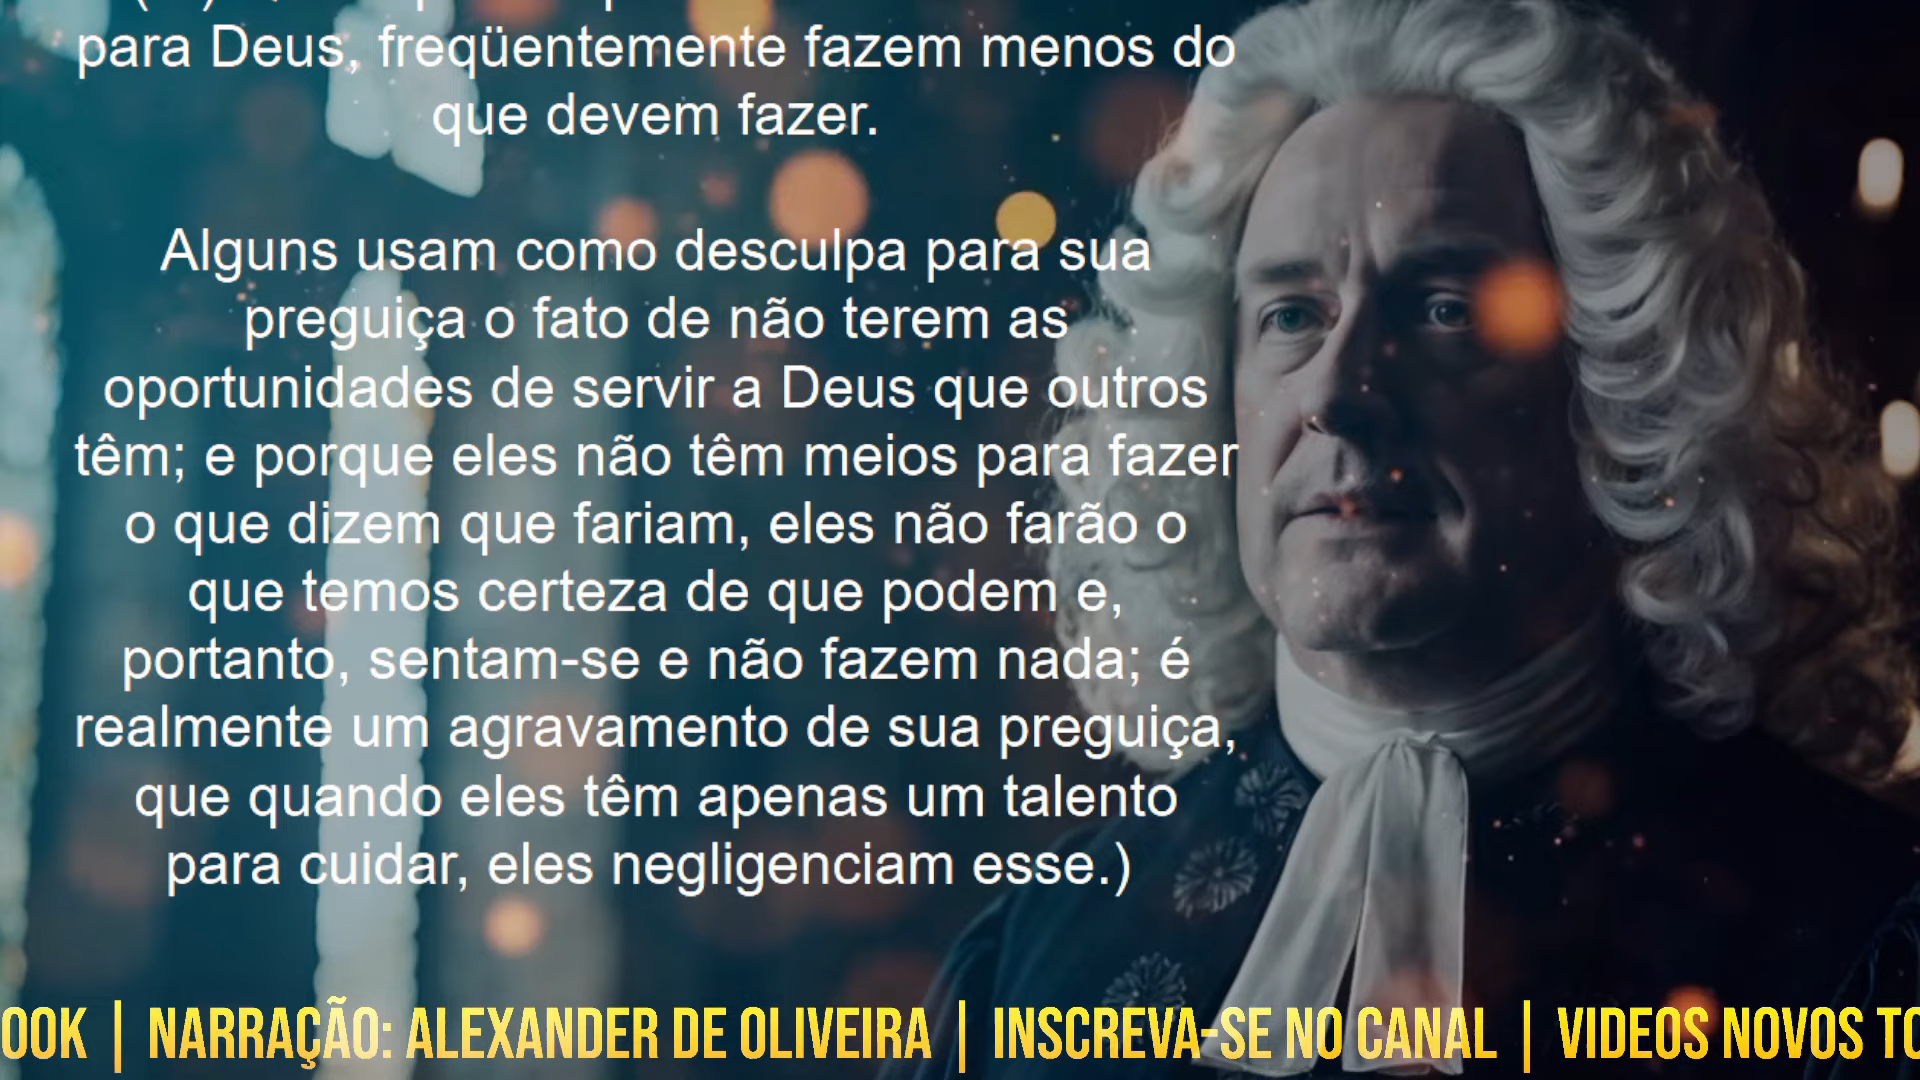 para Deus, freqüentemente fazem menos do
que devem fazer.
Alguns usam como desculpa para sua
preguiça o fato de não terem as
oportunidades de servir a Deus que outros
têm; e porque eles não têm meios para fazer
o que dizem que fariam, eles não farão o
que temos certeza de que podem e,
portanto, sentam-se e não fazem nada; é
realmente um agravamento de sua preguiça,
que quando eles têm apenas um talento
para cuidar, eles negligenciam esse.)
OOK | NARRAÇÃO: ALEXANDER DE OLIVEIRA | INSCREVA-SE NO CANAL | VIDEOS NOVOS TO